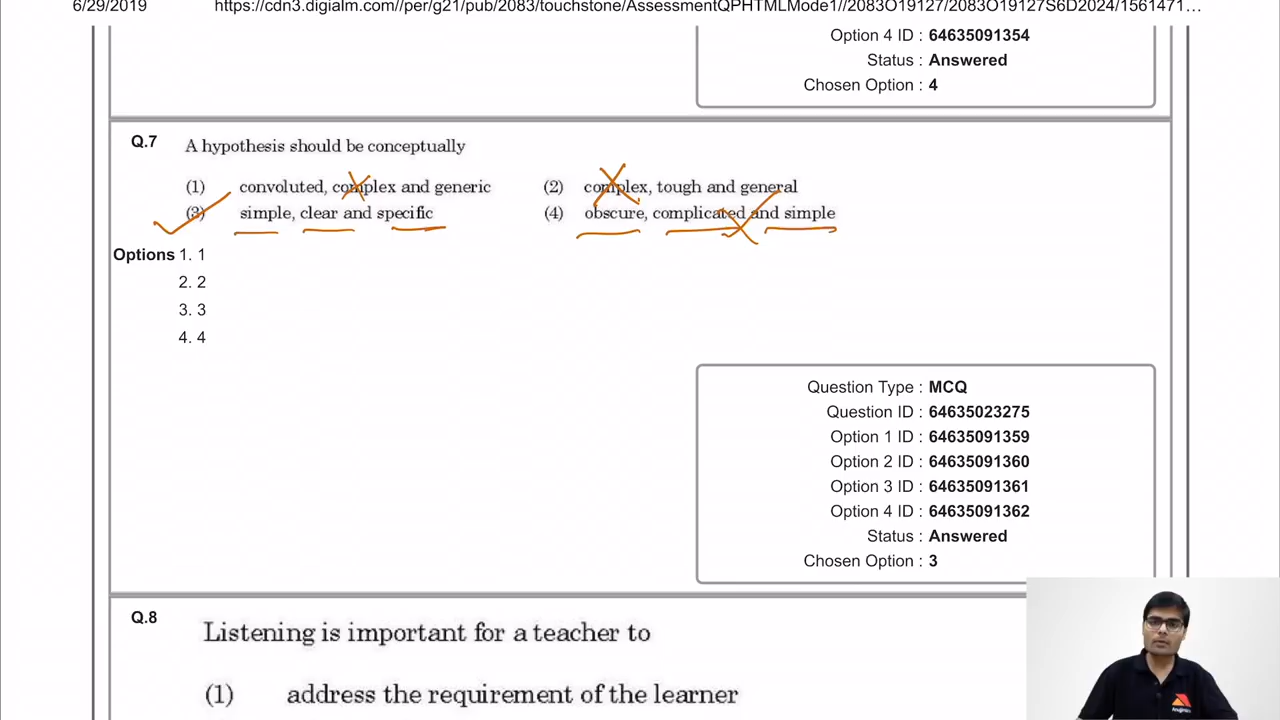 6/29/2019 https://cdn3.digialm.com//per/g21/pub/2083/touchstone/AssessmentQPHTMLMode1//2083O19127/2083O19127S6D2024/1561471…
Option 4 ID : 64635091354
Status : Answered
Chosen Option : 4
Q.7 A hypothesis should be conceptually
(1) convoluted, complex and generic (2) complex, tough and general
(3) simple, clear and specific (4) obscure, complicated and simple
Options 1. 1
2. 2
3. 3
4. 4
Question Type : MCQ
Question ID : 64635023275
Option 1 ID : 64635091359
Option 2 ID : 64635091360
Option 3 ID : 64635091361
Option 4 ID : 64635091362
Status : Answered
Chosen Option : 3
Q.8 Listening is important for a teacher to
(1) address the requirement of the learner